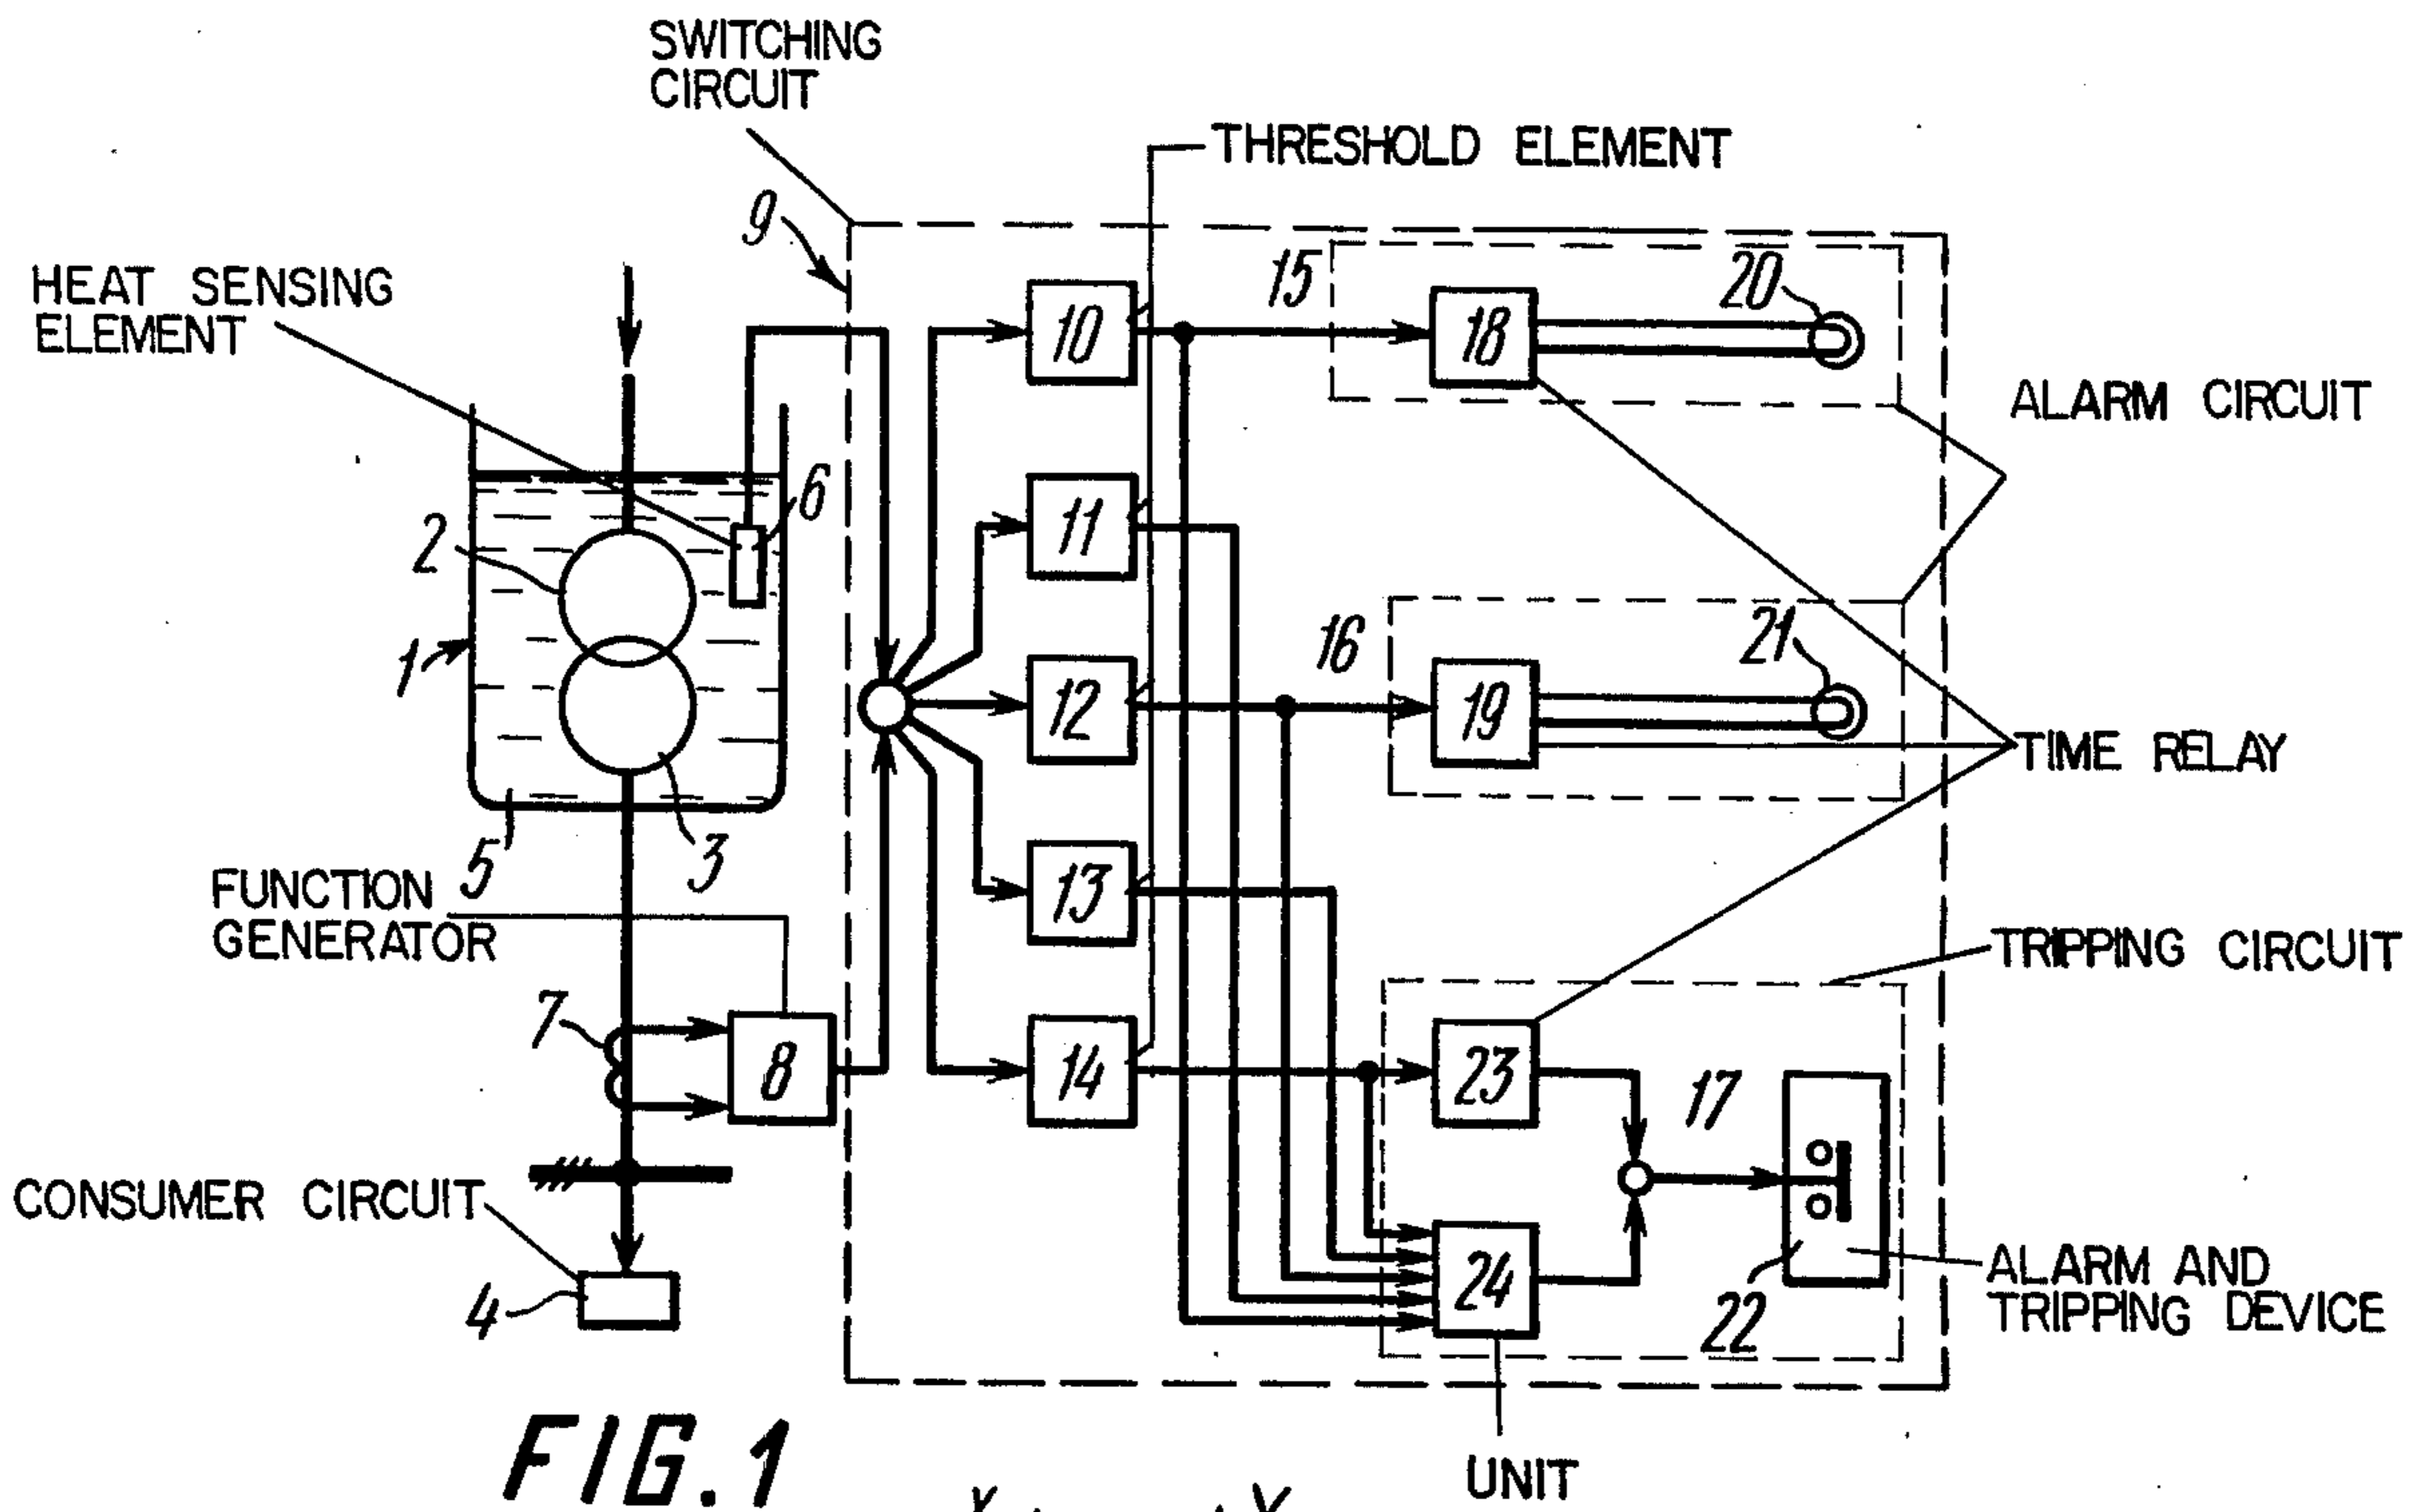 SWITCHING
CIRCUIT
THRESHOLD ELEMENT
9
HEAT SENSING
ELEMENT
10
15
18
20
ALARM CIRCUIT
6
11
2
1
12
16
19
21
TIME RELAY
5
3
13
FUNCTION
GENERATOR
TRIPPING CIRCUIT
7
8
14
23
17
CONSUMER CIRCUIT
4
24
22
ALARM AND
TRIPPING DEVICE
UNIT
FIG. 1